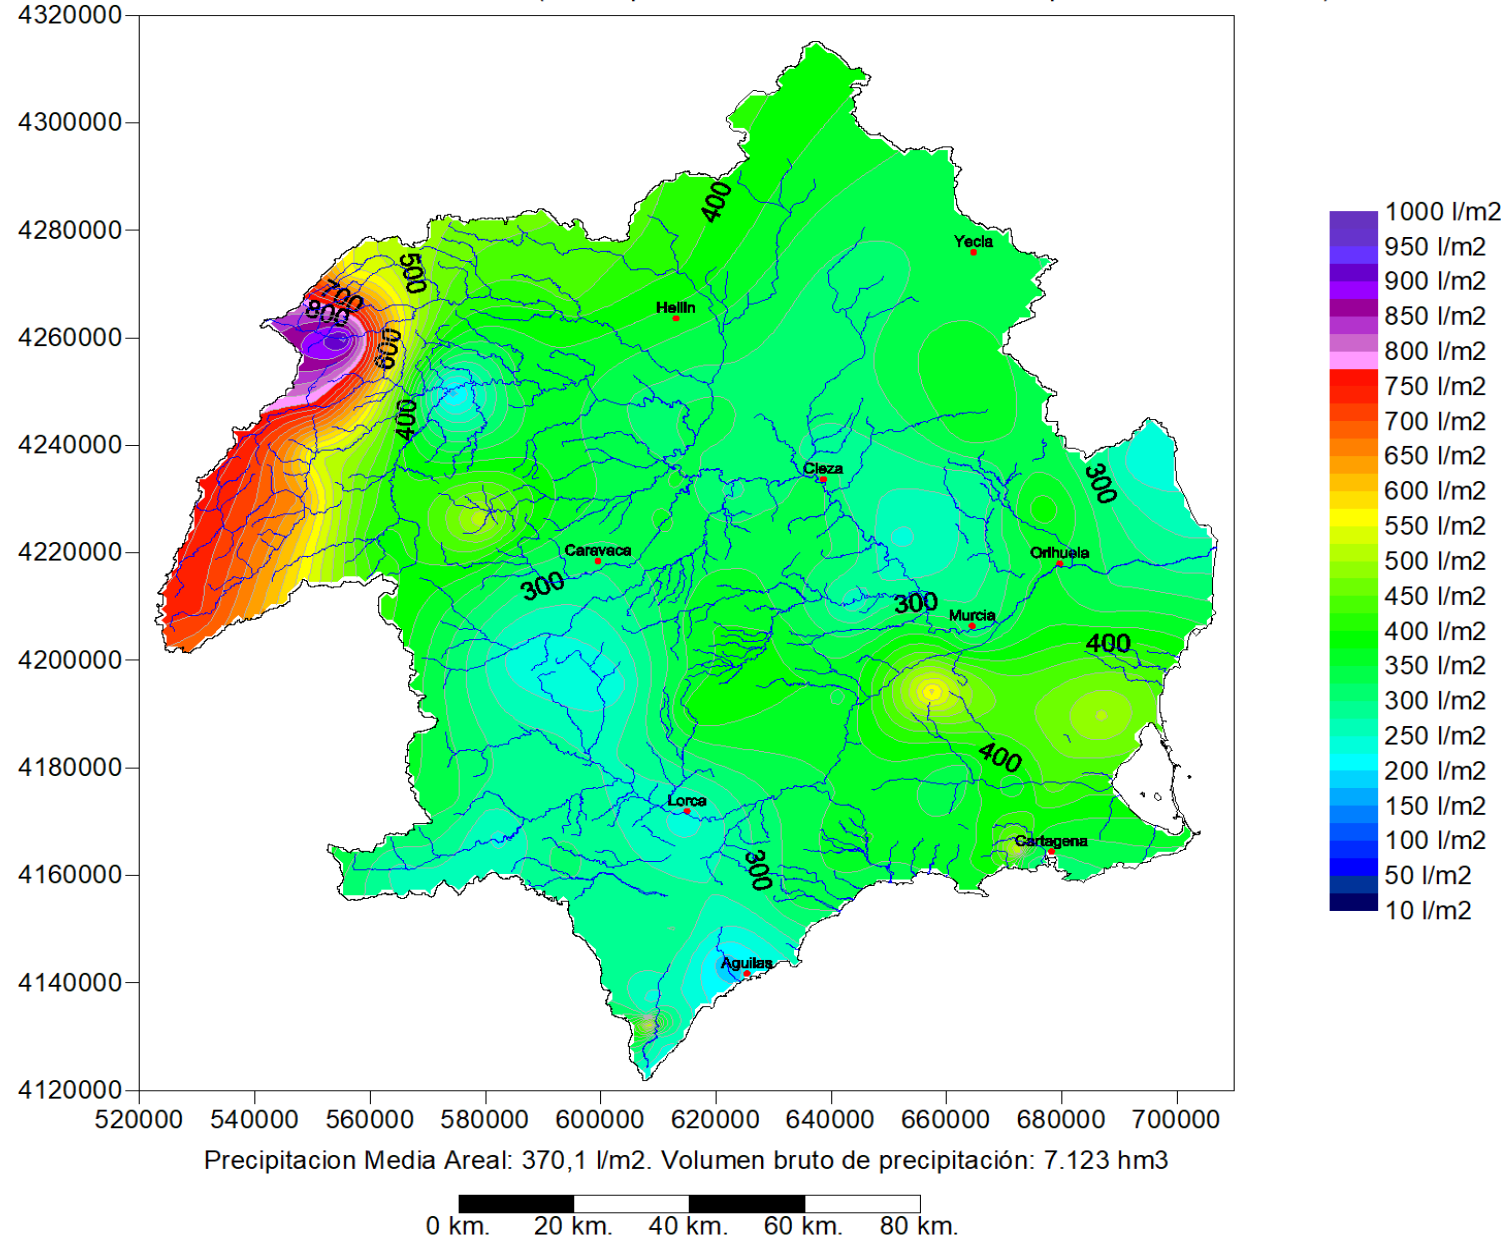 4320000
4300000
4280000
4260000
4240000
4220000
4200000
4180000
4160000
4140000
4120000
520000 540000 560000 580000 600000 620000 640000 660000 680000 700000
400
500
700
800
600
400
300
300
300
400
400
300
Yecla
Hellin
Cieza
Caravaca
Orihuela
Murcia
Lorca
Cartagena
Aguilas
1000 l/m2
950 l/m2
900 l/m2
850 l/m2
800 l/m2
750 l/m2
700 l/m2
650 l/m2
600 l/m2
550 l/m2
500 l/m2
450 l/m2
400 l/m2
350 l/m2
300 l/m2
250 l/m2
200 l/m2
150 l/m2
100 l/m2
50 l/m2
10 l/m2
Precipitacion Media Areal: 370,1 l/m2. Volumen bruto de precipitación: 7.123 hm3
0 km. 20 km. 40 km. 60 km. 80 km.